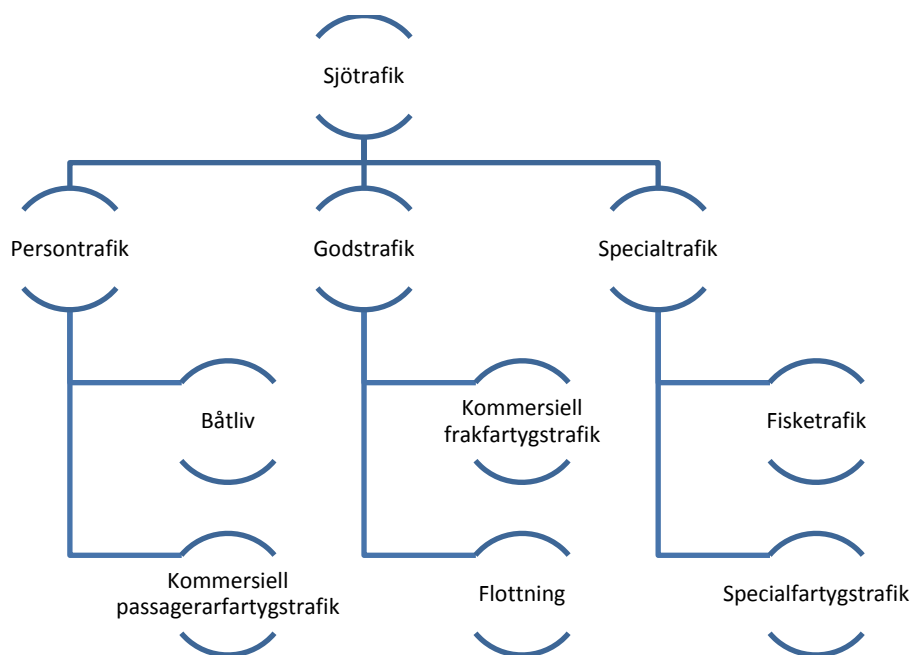 Sjötrafik
Persontrafik
Godstrafik
Specialtrafik
Båtliv
Kommersiell
frakfartygstrafik
Fisketrafik
Kommersiell
passagerarfartygstrafik
Flottning
Specialfartygstrafik